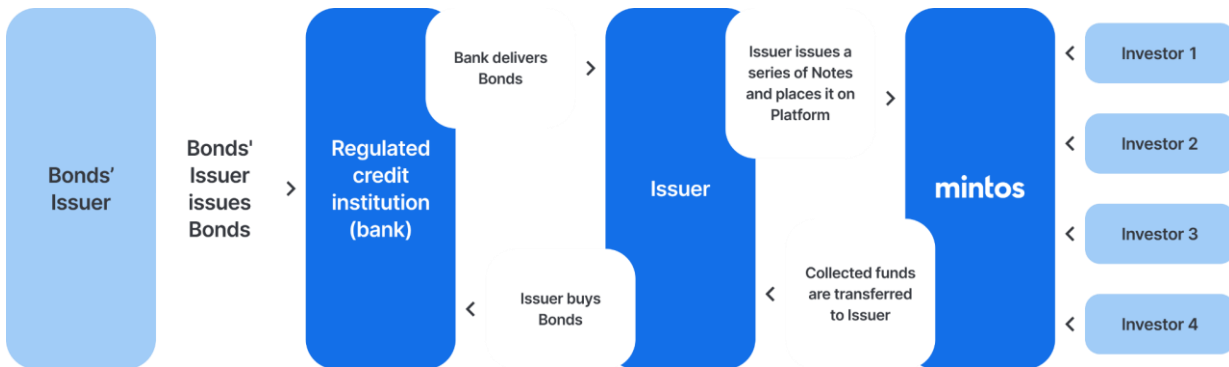 Bonds’
Issuer
Bonds'
Issuer
issues
Bonds
Regulated
credit
institution
(bank)
Bank delivers
Bonds
Issuer buys
Bonds
Issuer
Issuer issues a
series of Notes
and places it on
Platform
Collected funds
are transferred
to Issuer
mintos
Investor 1
Investor 2
Investor 3
Investor 4